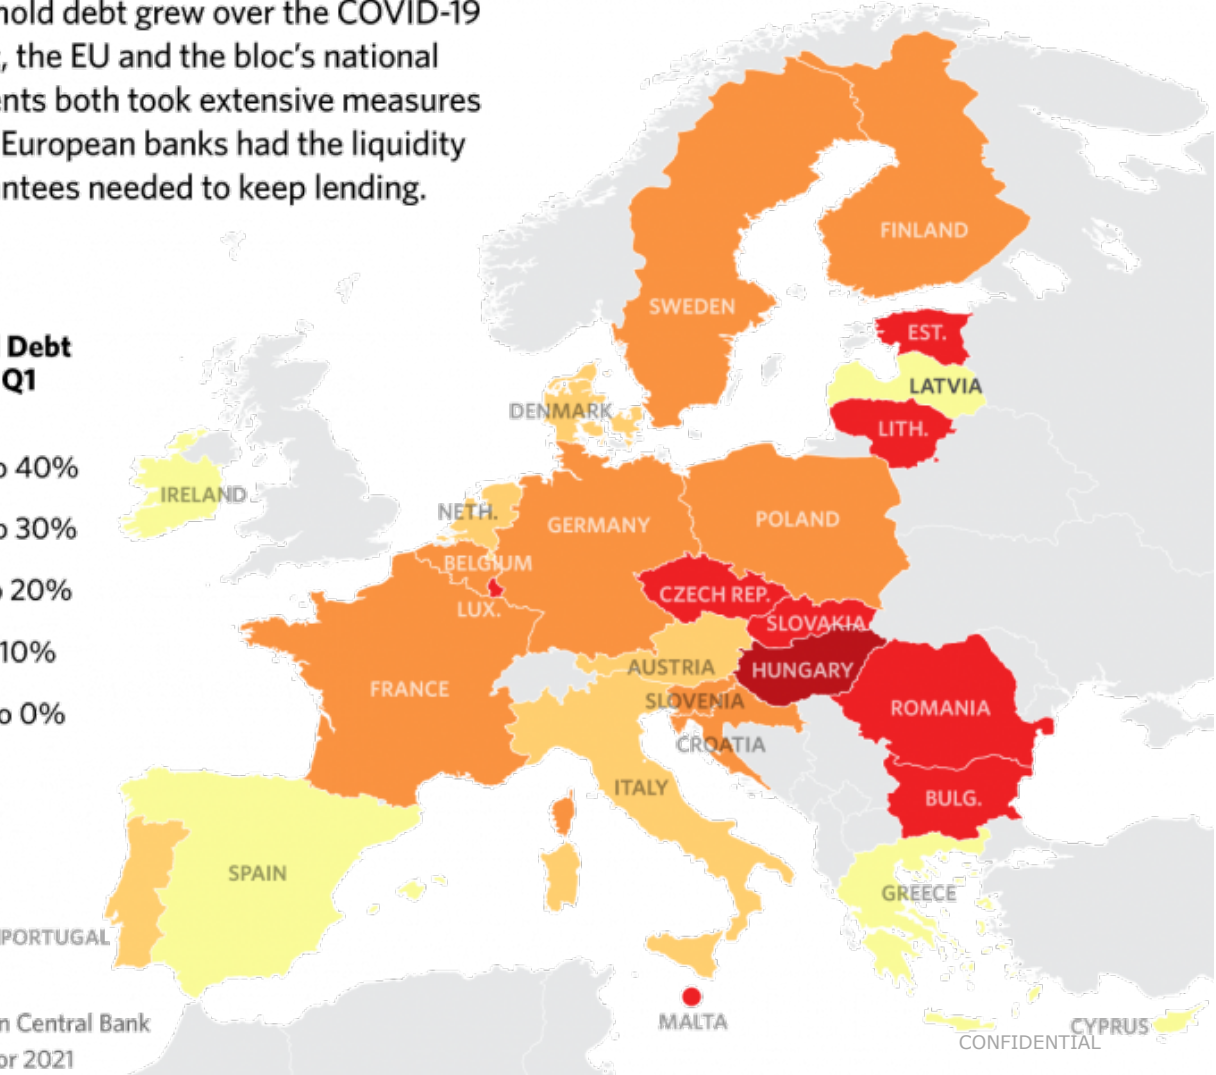 hold debt grew over the COVID-19
, the EU and the bloc's national
ents both took extensive measures
European banks had the liquidity
antees needed to keep lending.
Debt
Q1
40%
30%
20%
10%
0%
FINLAND
SWEDEN
EST.
LATVIA
DENMARK
LITH.
IRELAND
NETH.
GERMANY
POLAND
BELGIUM
CZECH REP.
LUX.
SLOVAKIA
AUSTRIA
HUNGARY
FRANCE
SLOVENIA
ROMANIA
CROATIA
ITALY
BULG.
SPAIN
GREECE
PORTUGAL
MALTA
n Central Bank
CYPRUS
CONFIDENTIAL
or 2021